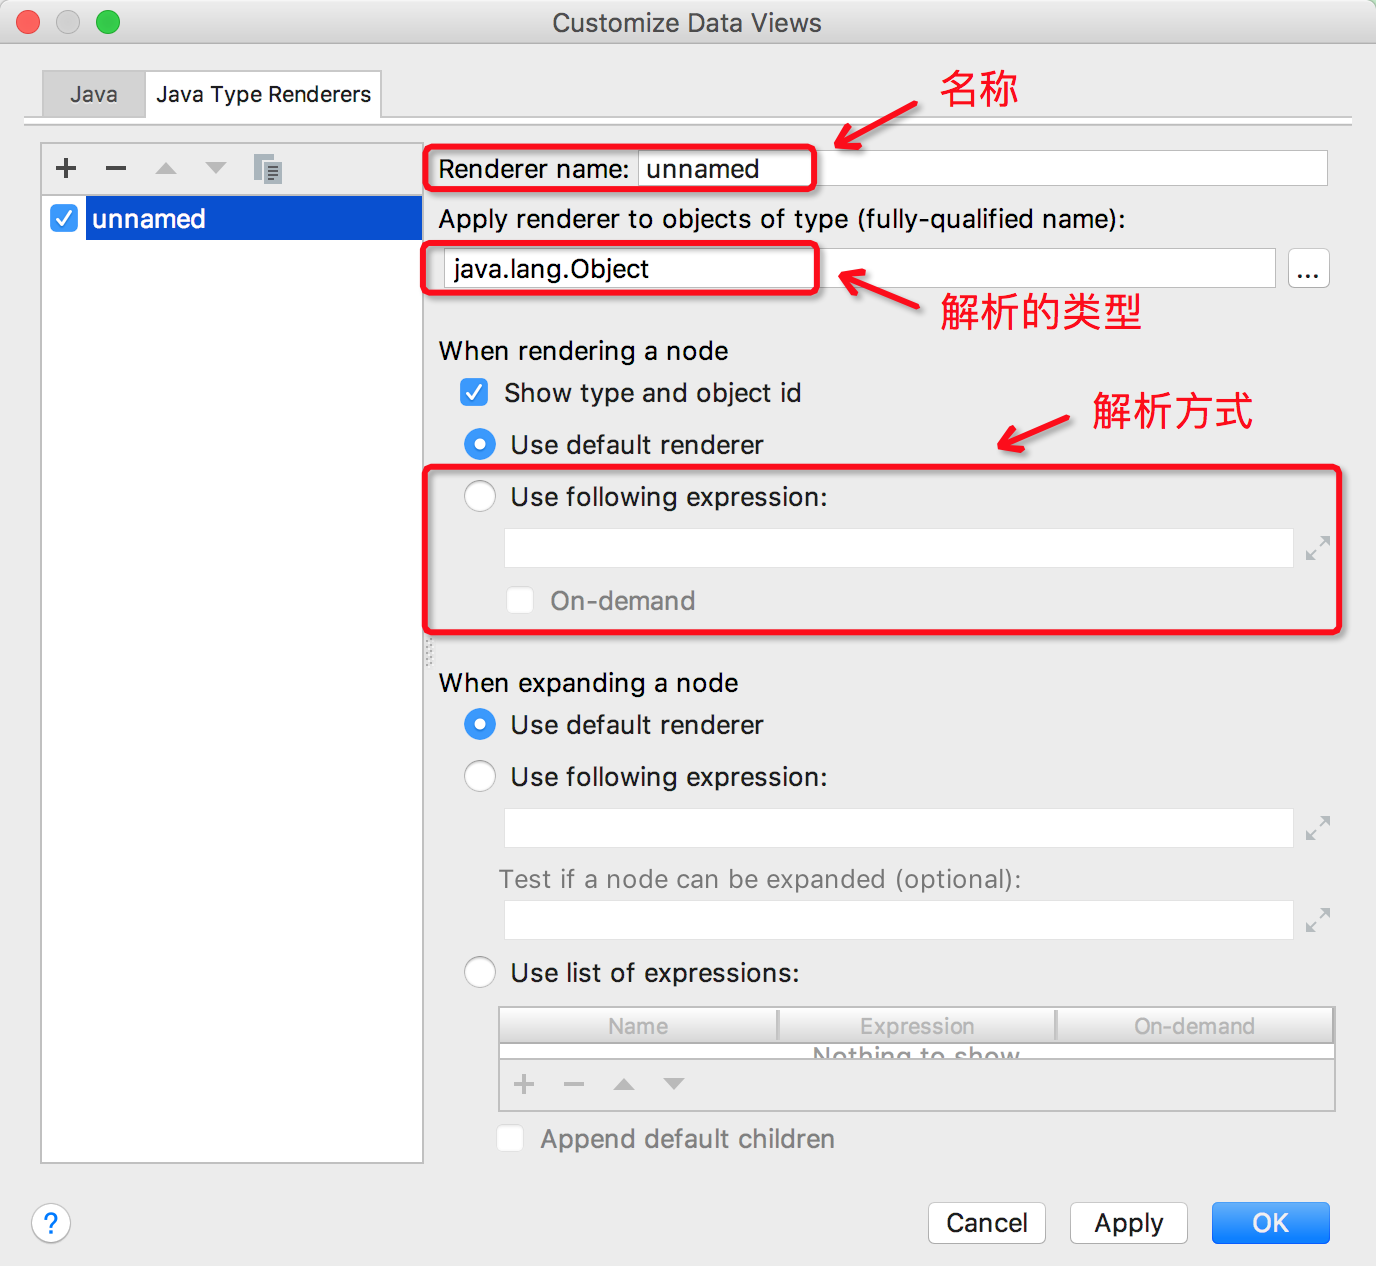 Customize Data Views
Java
Java Type Renderers
名称
Renderer name: unnamed
unnamed
Apply renderer to objects of type (fully-qualified name):
java.lang.Object
...
解析的类型
When rendering a node
Show type and object id
解析方式
Use default renderer
Use following expression:
On-demand
When expanding a node
Use default renderer
Use following expression:
Test if a node can be expanded (optional):
Use list of expressions:
Name Expression On-demand
Nothing to show
Append default children
?
Cancel
Apply
OK